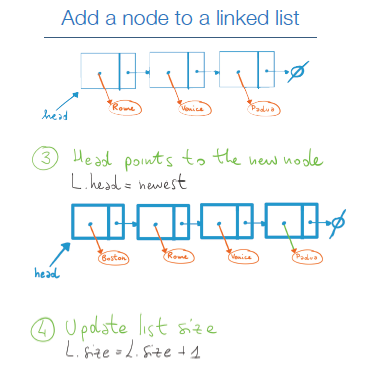 Add a node to a linked list
head
Rome
Venice
Padua
③ Head points to the new node
L.head = newest
head
Boston
Rome
Venice
Padua
④ Update list size
L.size = L.size + 1